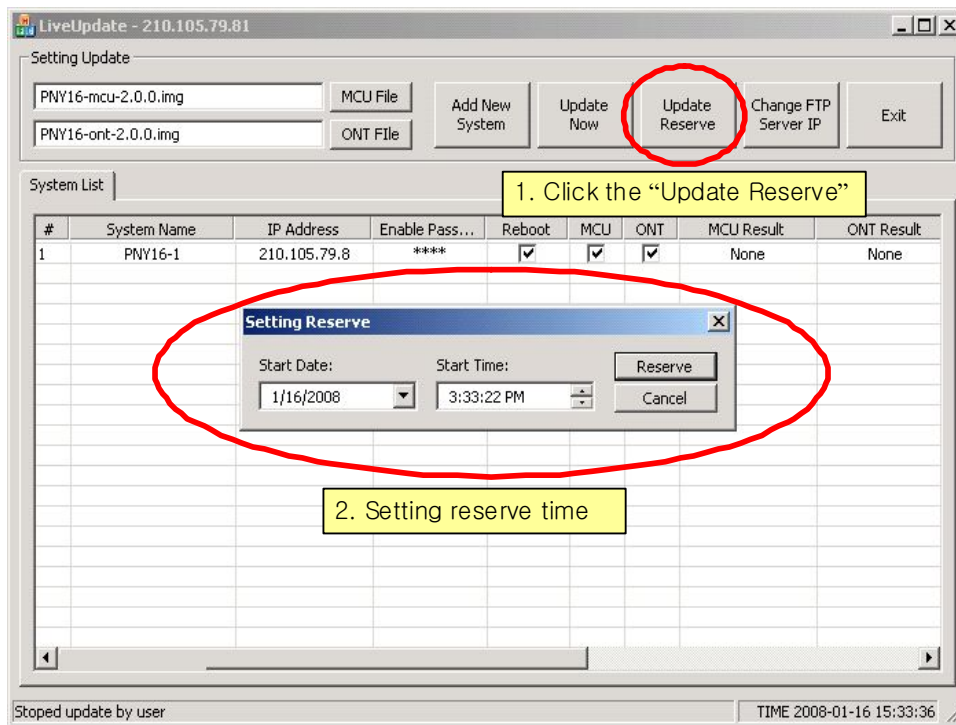 LiveUpdate - 210.105.79.81
Setting Update
PNY16-mcu-2.0.0.img
MCU File
PNY16-ont-2.0.0.img
ONT FIle
Add New
System
Update
Now
Update
Reserve
Change FTP
Server IP
Exit
1. Click the “Update Reserve”
System List
# System Name IP Address Enable Pass... Reboot MCU ONT MCU Result ONT Result
1 PNY16-1 210.105.79.8 **** None None
Setting Reserve
Start Date: Start Time: Reserve
1/16/2008 3:33:22 PM Cancel
2. Setting reserve time
Stoped update by user TIME 2008-01-16 15:33:36